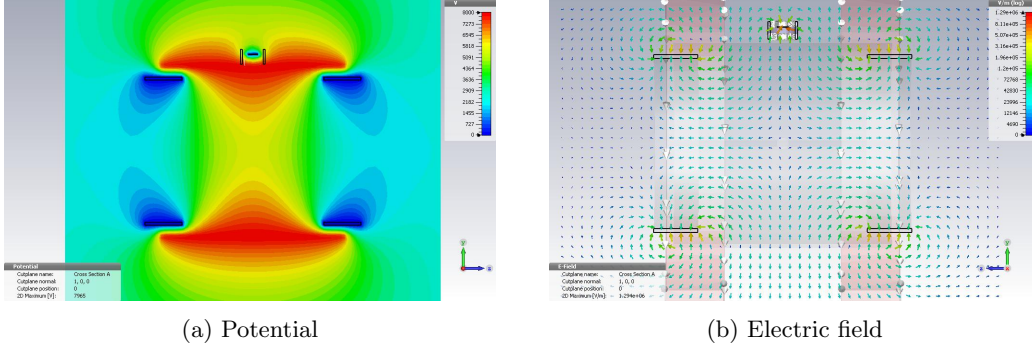 V
8000
7273
6545
5818
5091
4364
3636
2909
2182
1455
727
0
Potential
Cutplane name: Cross Section A
Cutplane normal: 1, 0, 0
Cutplane position: 0
2D Maximum [V]: 7965
(a) Potential
V/m (log)
1.29e+06
8.11e+05
5.07e+05
3.16e+05
1.96e+05
1.2e+05
72768
42830
23996
12146
4690
0
E-Field
Cutplane name: Cross Section A
Cutplane normal: 1, 0, 0
Cutplane position: 0
2D Maximum [V/m]: 1.294e+06
(b) Electric field